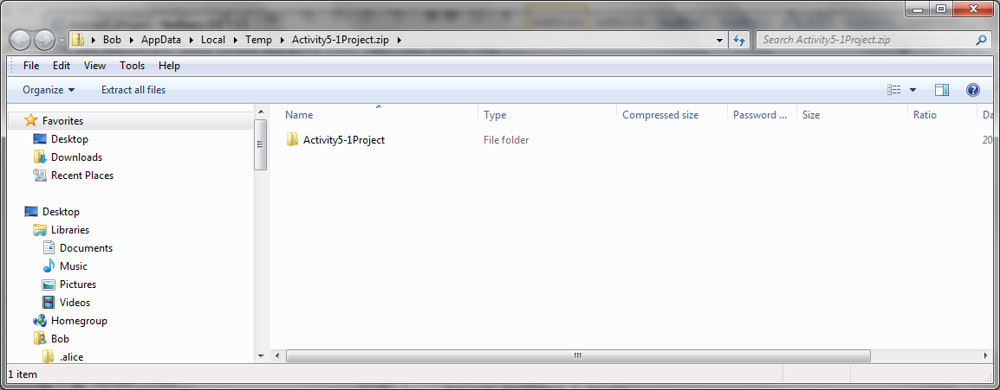 Bob ▸ AppData ▸ Local ▸ Temp ▸ Activity5-1Project.zip ▸
Search Activity5-1Project.zip
File Edit View Tools Help
Organize Extract all files
Name Type Compressed size Password ... Size Ratio Da
Activity5-1Project File folder 20
Favorites
Desktop
Downloads
Recent Places
Desktop
Libraries
Documents
Music
Pictures
Videos
Homegroup
Bob
.alice
1 item